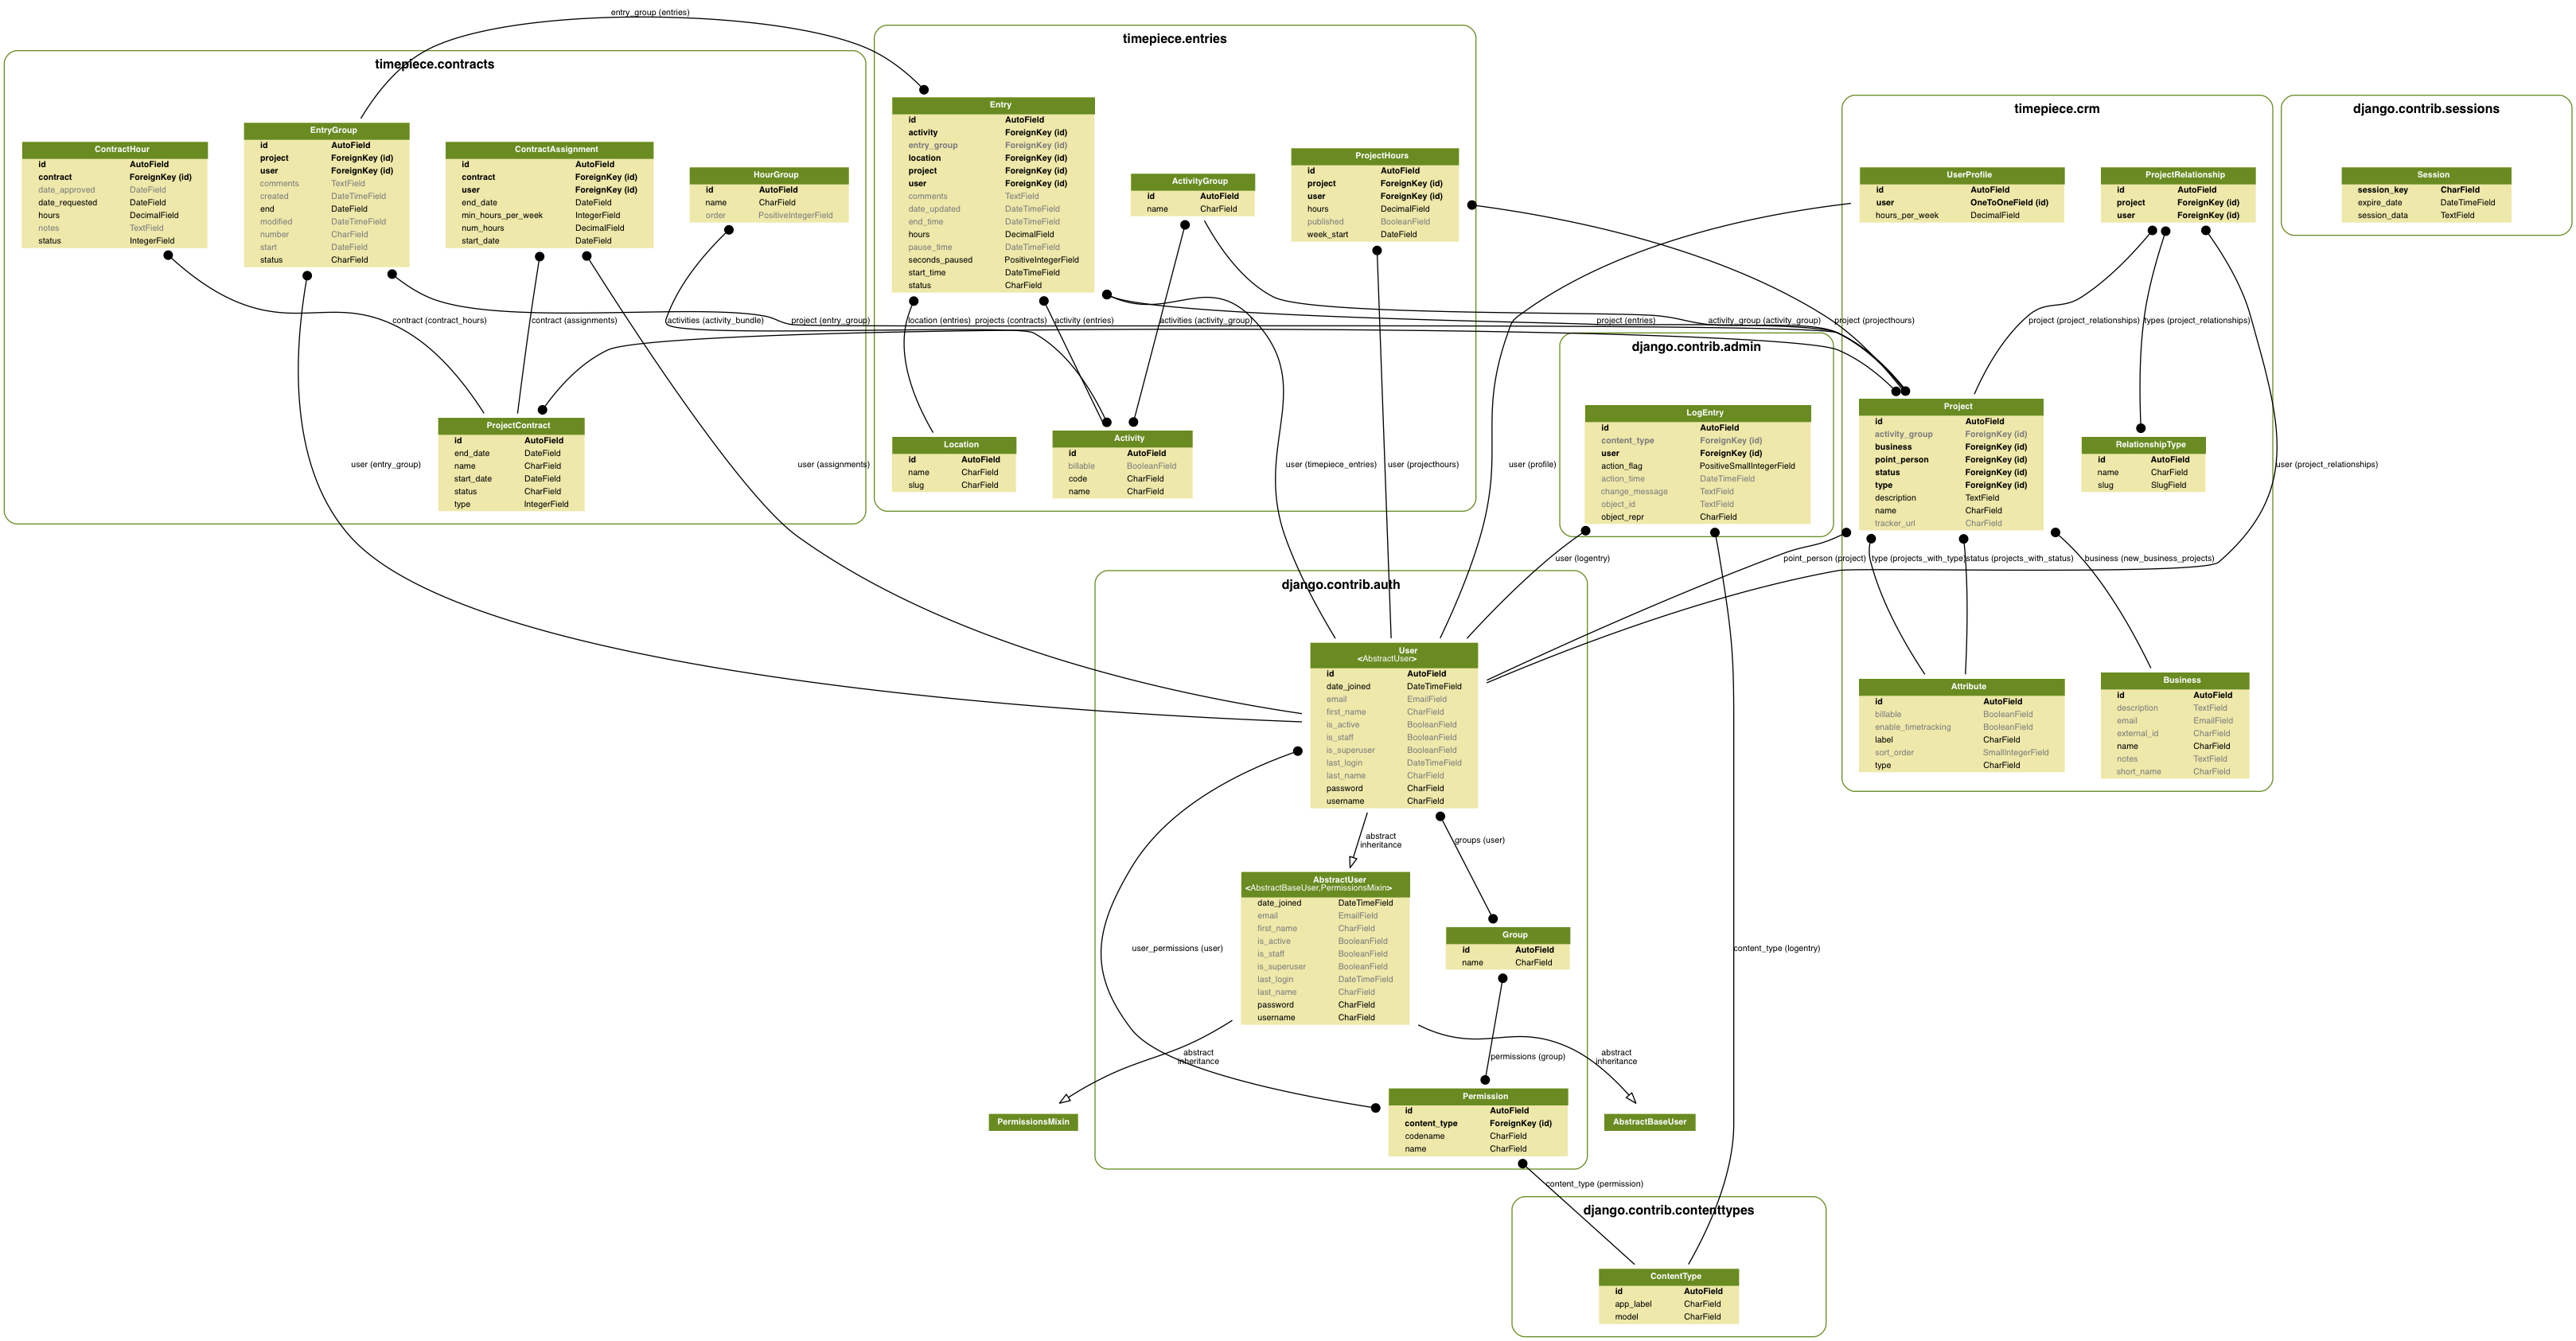 entry_group (entries)
timepiece.contracts
ContractHour
id AutoField
contract ForeignKey (id)
date_approved DateField
date_requested DateField
hours DecimalField
notes TextField
status IntegerField
EntryGroup
id AutoField
project ForeignKey (id)
user ForeignKey (id)
comments TextField
created DateTimeField
end DateField
modified DateTimeField
number CharField
start DateField
status CharField
ContractAssignment
id AutoField
contract ForeignKey (id)
user ForeignKey (id)
end_date DateField
min_hours_per_week IntegerField
num_hours DecimalField
start_date DateField
HourGroup
id AutoField
name CharField
order PositiveIntegerField
contract (contract_hours)
contract (assignments)
activities (activity_bundle)
project (entry_group)
ProjectContract
id AutoField
end_date DateField
name CharField
start_date DateField
status CharField
type IntegerField
user (entry_group)
user (assignments)
timepiece.entries
Entry
id AutoField
activity ForeignKey (id)
entry_group ForeignKey (id)
location ForeignKey (id)
project ForeignKey (id)
user ForeignKey (id)
comments TextField
date_updated DateTimeField
end_time DateTimeField
hours DecimalField
pause_time DateTimeField
seconds_paused PositiveIntegerField
start_time DateTimeField
status CharField
ActivityGroup
id AutoField
name CharField
ProjectHours
id AutoField
project ForeignKey (id)
user ForeignKey (id)
hours DecimalField
published BooleanField
week_start DateField
location (entries)
projects (contracts)
activity (entries)
activities (activity_group)
project (entries)
activity_group (activity_group)
project (projecthours)
Location
id AutoField
name CharField
slug CharField
Activity
id AutoField
billable BooleanField
code CharField
name CharField
user (timepiece_entries)
user (projecthours)
user (profile)
django.contrib.admin
LogEntry
id AutoField
content_type ForeignKey (id)
user ForeignKey (id)
action_flag PositiveSmallIntegerField
action_time DateTimeField
change_message TextField
object_id TextField
object_repr CharField
user (logentry)
timepiece.crm
UserProfile
id AutoField
user OneToOneField (id)
hours_per_week DecimalField
ProjectRelationship
id AutoField
project ForeignKey (id)
user ForeignKey (id)
project (project_relationships)
types (project_relationships)
Project
id AutoField
activity_group ForeignKey (id)
business ForeignKey (id)
point_person ForeignKey (id)
status ForeignKey (id)
type ForeignKey (id)
description TextField
name CharField
tracker_url CharField
RelationshipType
id AutoField
name CharField
slug SlugField
user (project_relationships)
point_person (project)
type (projects_with_type)
status (projects_with_status)
business (new_business_projects)
Attribute
id AutoField
billable BooleanField
enable_timetracking BooleanField
label CharField
sort_order SmallIntegerField
type CharField
Business
id AutoField
description TextField
email EmailField
external_id CharField
name CharField
notes TextField
short_name CharField
django.contrib.sessions
Session
session_key CharField
expire_date DateTimeField
session_data TextField
django.contrib.auth
User
<AbstractUser>
id AutoField
date_joined DateTimeField
email EmailField
first_name CharField
is_active BooleanField
is_staff BooleanField
is_superuser BooleanField
last_login DateTimeField
last_name CharField
password CharField
username CharField
abstract
inheritance
groups (user)
AbstractUser
<AbstractBaseUser,PermissionsMixin>
date_joined DateTimeField
email EmailField
first_name CharField
is_active BooleanField
is_staff BooleanField
is_superuser BooleanField
last_login DateTimeField
last_name CharField
password CharField
username CharField
user_permissions (user)
Group
id AutoField
name CharField
content_type (logentry)
abstract
inheritance
permissions (group)
abstract
inheritance
PermissionsMixin
Permission
id AutoField
content_type ForeignKey (id)
codename CharField
name CharField
AbstractBaseUser
content_type (permission)
django.contrib.contenttypes
ContentType
id AutoField
app_label CharField
model CharField